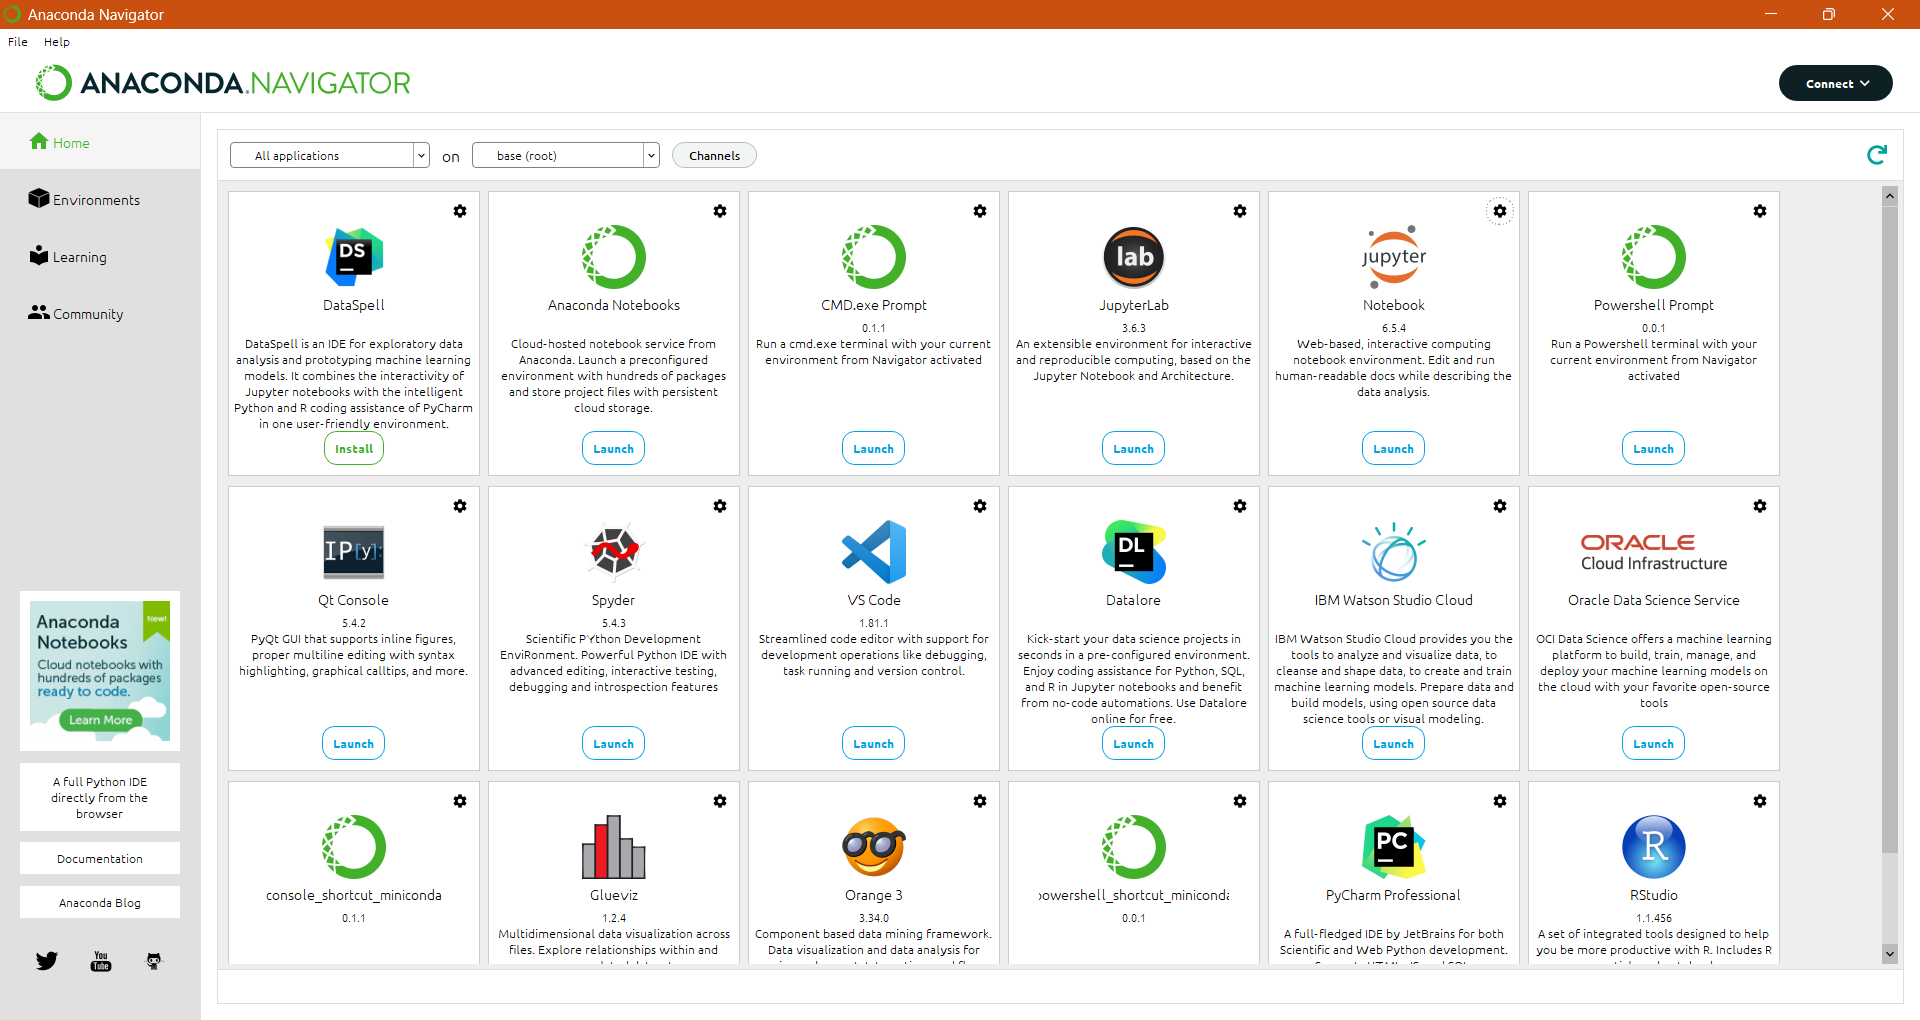 Anaconda Navigator
File Help
ANACONDA.NAVIGATOR
Connect
Home
Environments
Learning
Community
Anaconda
Notebooks
New!
Cloud notebooks with
hundreds of packages
ready to code.
Learn More
A full Python IDE
directly from the
browser
Documentation
Anaconda Blog
You
Tube
All applications on base (root) Channels
DS
DataSpell
DataSpell is an IDE for exploratory data
analysis and prototyping machine learning
models. It combines the interactivity of
Jupyter notebooks with the intelligent
Python and R coding assistance of PyCharm
in one user-friendly environment.
Install
Anaconda Notebooks
Cloud-hosted notebook service from
Anaconda. Launch a preconfigured
environment with hundreds of packages
and store project files with persistent
cloud storage.
Launch
CMD.exe Prompt
0.1.1
Run a cmd.exe terminal with your current
environment from Navigator activated
Launch
lab
JupyterLab
3.6.3
An extensible environment for interactive
and reproducible computing, based on the
Jupyter Notebook and Architecture.
Launch
jupyter
Notebook
6.5.4
Web-based, interactive computing
notebook environment. Edit and run
human-readable docs while describing the
data analysis.
Launch
Powershell Prompt
0.0.1
Run a Powershell terminal with your
current environment from Navigator
activated
Launch
IP[y]:
Qt Console
5.4.2
PyQt GUI that supports inline figures,
proper multiline editing with syntax
highlighting, graphical calltips, and more.
Launch
Spyder
5.4.3
Scientific PYthon Development
EnviRonment. Powerful Python IDE with
advanced editing, interactive testing,
debugging and introspection features
Launch
VS Code
1.81.1
Streamlined code editor with support for
development operations like debugging,
task running and version control.
Launch
DL
Datalore
Kick-start your data science projects in
seconds in a pre-configured environment.
Enjoy coding assistance for Python, SQL,
and R in Jupyter notebooks and benefit
from no-code automations. Use Datalore
online for free.
Launch
IBM Watson Studio Cloud
IBM Watson Studio Cloud provides you the
tools to analyze and visualize data, to
cleanse and shape data, to create and train
machine learning models. Prepare data and
build models, using open source data
science tools or visual modeling.
Launch
ORACLE
Cloud Infrastructure
Oracle Data Science Service
OCI Data Science offers a machine learning
platform to build, train, manage, and
deploy your machine learning models on
the cloud with your favorite open-source
tools
Launch
console_shortcut_miniconda
0.1.1
Glueviz
1.2.4
Multidimensional data visualization across
files. Explore relationships within and
Orange 3
3.34.0
Component based data mining framework.
Data visualization and data analysis for
powershell_shortcut_miniconda
0.0.1
PC
PyCharm Professional
A full-fledged IDE by JetBrains for both
Scientific and Web Python development.
R
RStudio
1.1.456
A set of integrated tools designed to help
you be more productive with R. Includes R